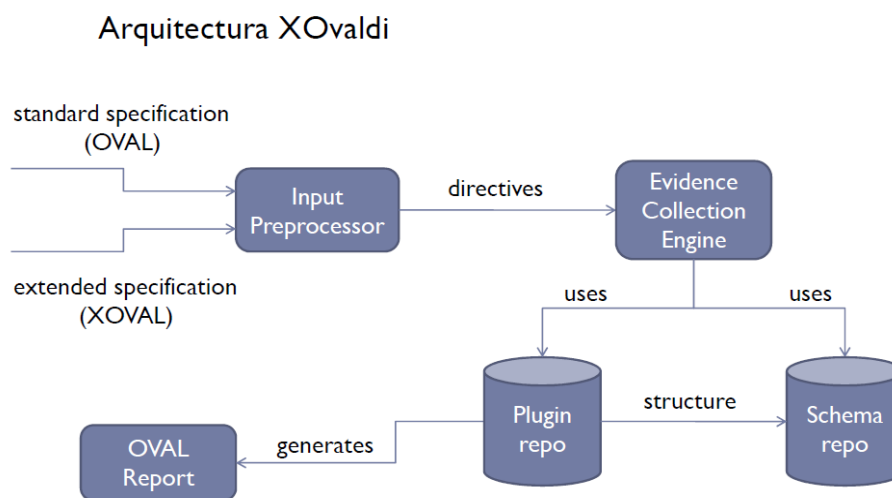 Arquitectura XOvaldi
standard specification
(OVAL)
Input
Preprocessor
directives
Evidence
Collection
Engine
extended specification
(XOVAL)
uses
uses
Plugin
repo
structure
Schema
repo
OVAL
Report
generates